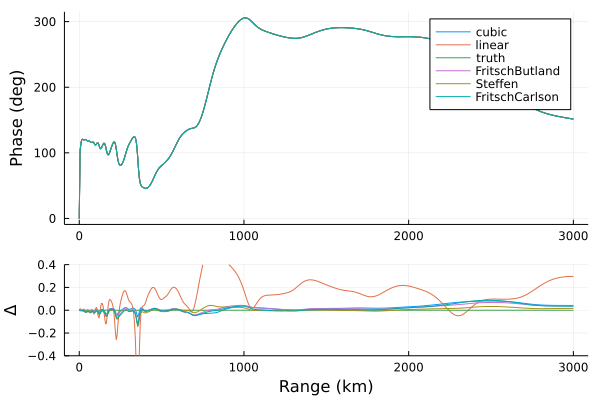 300
200
100
0
Phase (deg)
cubic
linear
truth
FritschButland
Steffen
FritschCarlson
0 1000 2000 3000
0.4
0.2
0.0
−0.2
−0.4
Δ
0 1000 2000 3000
Range (km)